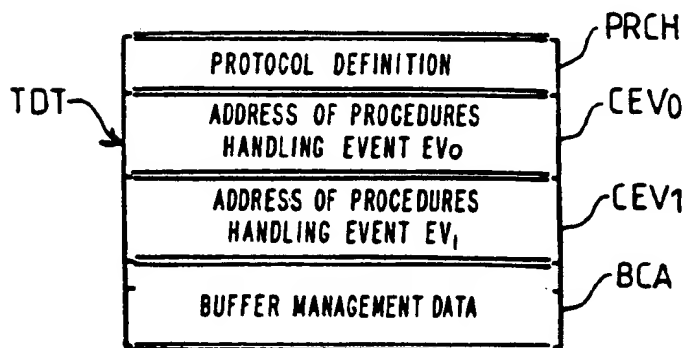 PRCH
PROTOCOL DEFINITION
TDT
ADDRESS OF PROCEDURES
HANDLING EVENT EV0
CEV0
ADDRESS OF PROCEDURES
HANDLING EVENT EV1
CEV1
BUFFER MANAGEMENT DATA
BCA